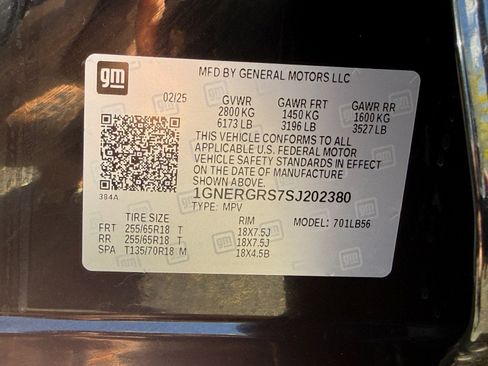 gm
MFD BY GENERAL MOTORS LLC
02/25 GVWR GAWR FRT GAWR RR
2800 KG 1450 KG 1600 KG
6173 LB 3196 LB 3527 LB
THIS VEHICLE CONFORMS TO ALL
APPLICABLE U.S. FEDERAL MOTOR
VEHICLE SAFETY STANDARDS IN EFFECT
ON THE DATE OF MANUFACTURE
SHOWN ABOVE.
384A
1GNERGRS7SJ202380
TYPE: MPV MODEL: 701LB56
TIRE SIZE RIM
FRT 255/65R18 T 18X7.5J
RR 255/65R18 T 18X7.5J
SPA T135/70R18 M 18X4.5B